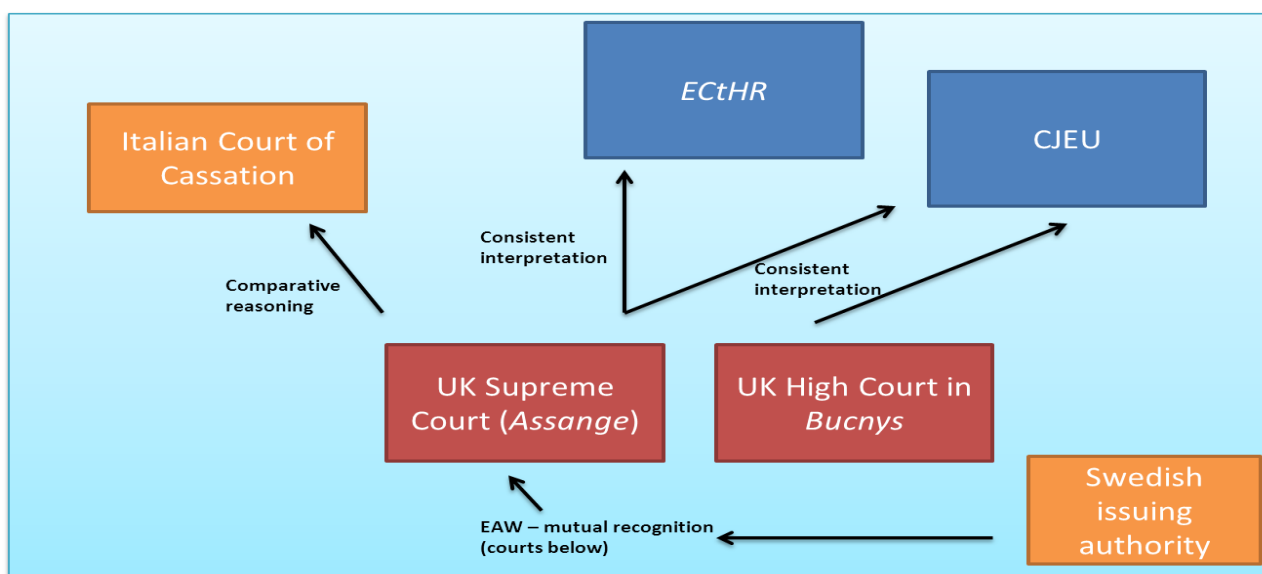 ECtHR
CJEU
Italian Court of
Cassation
Consistent
interpretation
Consistent
interpretation
Comparative
reasoning
UK Supreme
Court (Assange)
UK High Court in
Bucnys
Swedish
issuing
authority
EAW – mutual recognition
(courts below)